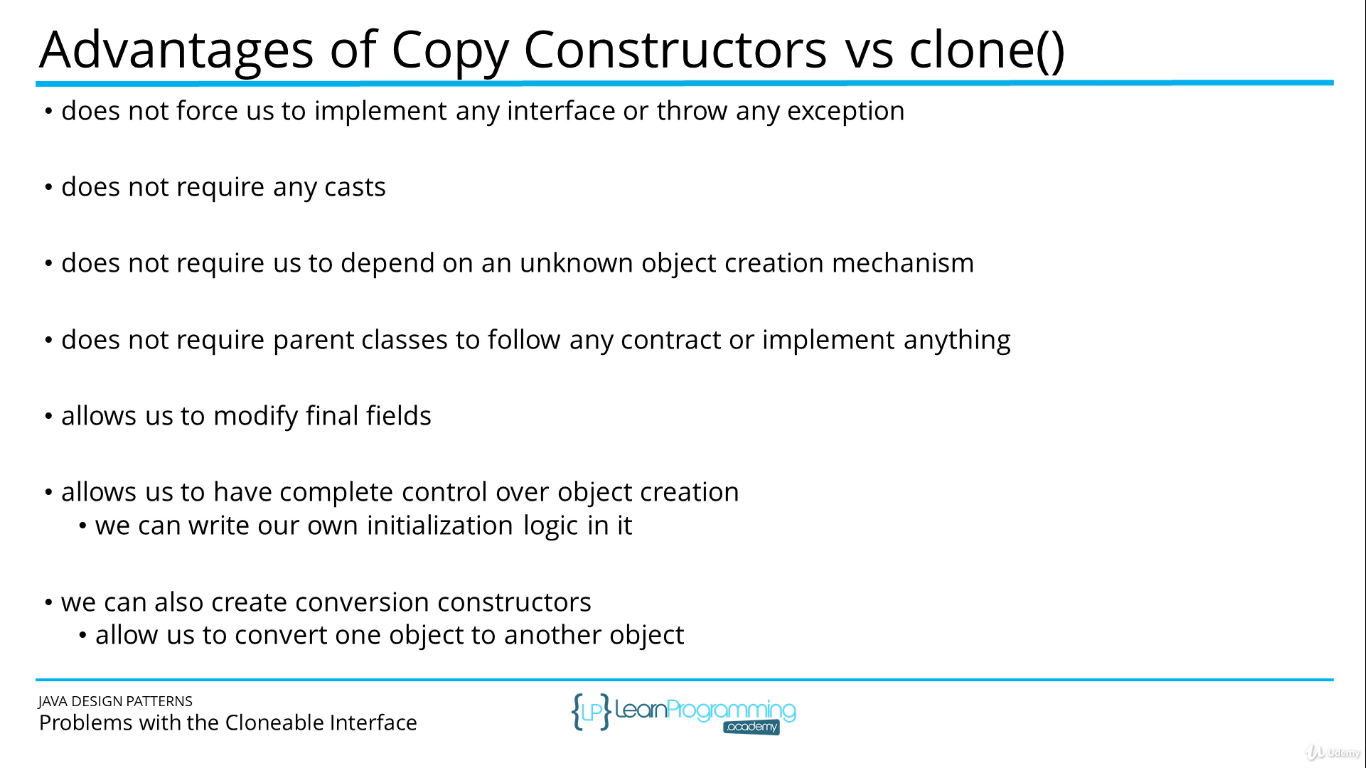 Advantages of Copy Constructors vs clone()
• does not force us to implement any interface or throw any exception
• does not require any casts
• does not require us to depend on an unknown object creation mechanism
• does not require parent classes to follow any contract or implement anything
• allows us to modify final fields
• allows us to have complete control over object creation
• we can write our own initialization logic in it
• we can also create conversion constructors
• allow us to convert one object to another object
JAVA DESIGN PATTERNS
Problems with the Cloneable Interface
{LP} LearnProgramming
.academy
Udemy